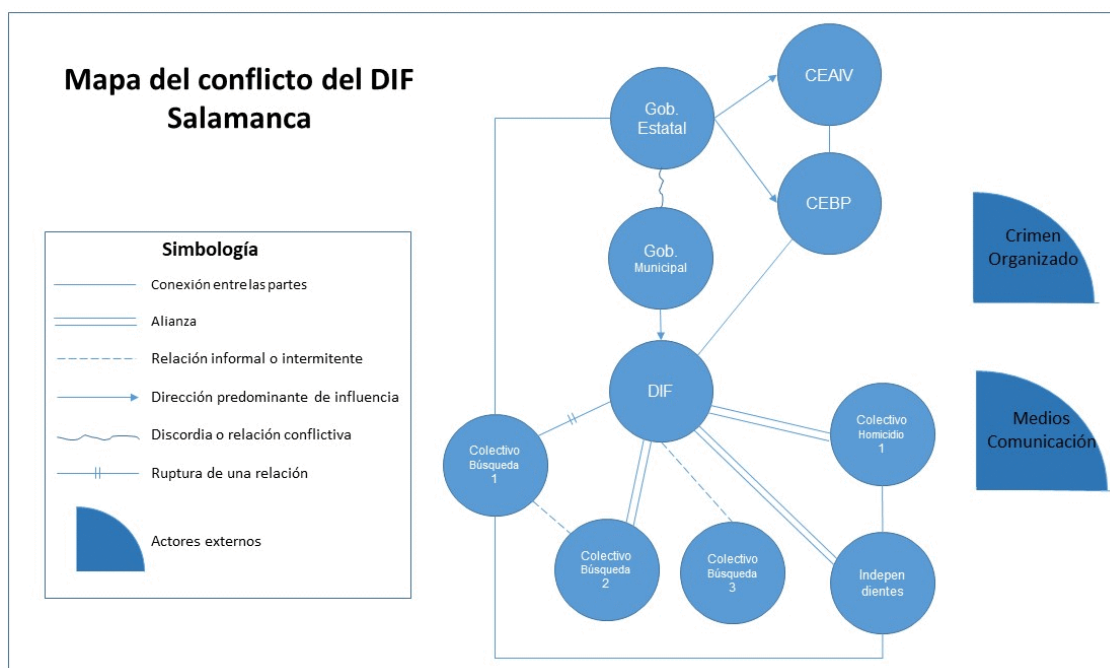 Mapa del conflicto del DIF
Salamanca
Simbología
Conexión entre las partes
Alianza
Relación informal o intermitente
Dirección predominante de influencia
Discordia o relación conflictiva
Ruptura de una relación
Actores externos
Gob.
Estatal
CEAIV
CEBP
Gob.
Municipal
DIF
Colectivo
Búsqueda
1
Colectivo
Homicidio
1
Colectivo
Búsqueda
2
Colectivo
Búsqueda
3
Indepen
dientes
Crimen
Organizado
Medios
Comunicación